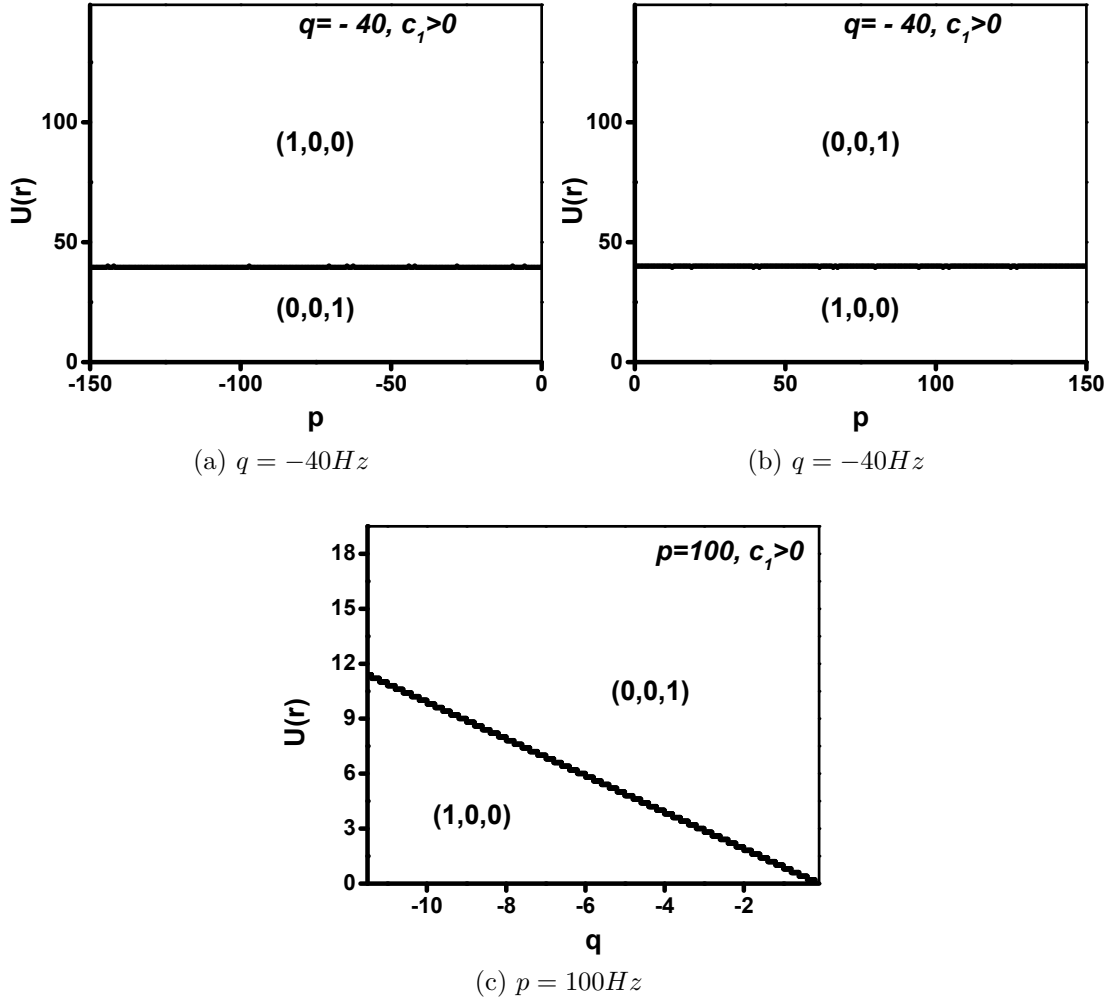 q= - 40, c₁>0
100
50
0
U(r)
(1,0,0)
(0,0,1)
-150 -100 -50 0
p
(a) q = −40Hz
q= - 40, c₁>0
100
50
0
U(r)
(0,0,1)
(1,0,0)
0 50 100 150
p
(b) q = −40Hz
p=100, c₁>0
18
15
12
9
6
3
0
U(r)
(0,0,1)
(1,0,0)
-10 -8 -6 -4 -2
q
(c) p = 100Hz